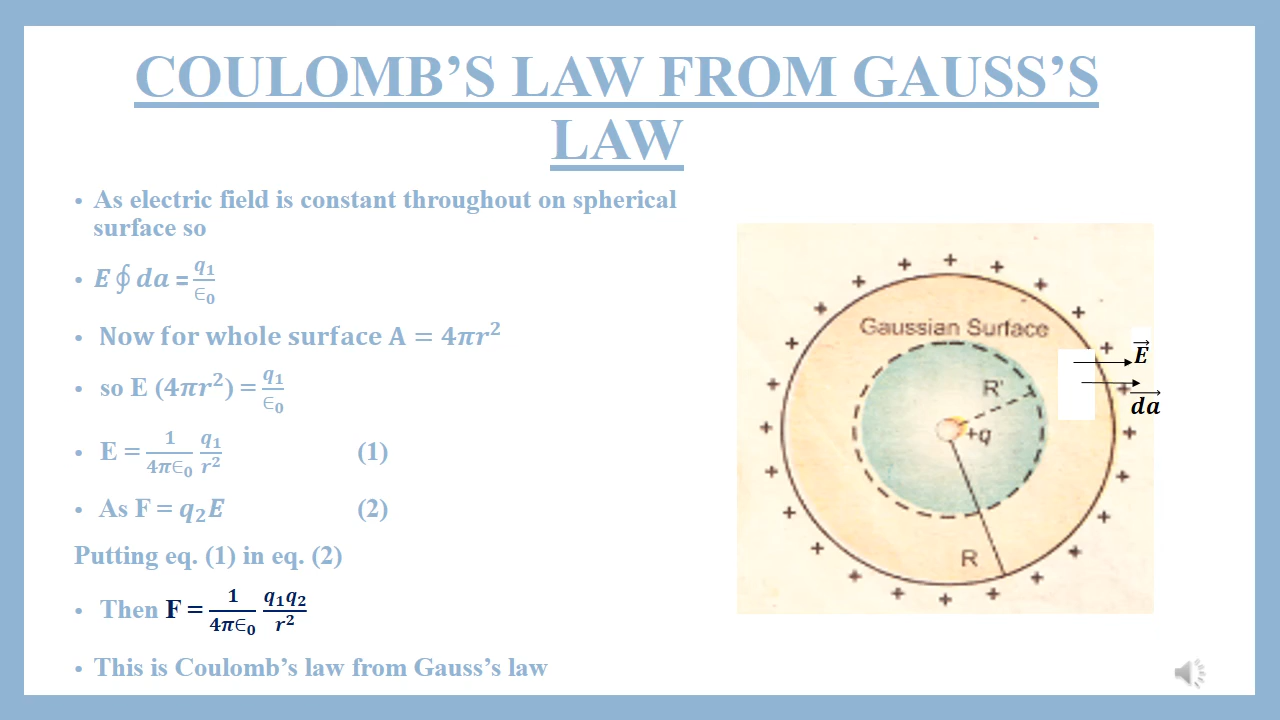 COULOMB’S LAW FROM GAUSS’S
LAW
• As electric field is constant throughout on spherical
surface so
• E∮da = q₁/∈₀
• Now for whole surface A = 4πr²
• so E (4πr²) = q₁/∈₀
• E = 1/4π∈₀ q₁/r² (1)
• As F = q₂E (2)
Putting eq. (1) in eq. (2)
• Then F = 1/4π∈₀ q₁q₂/r²
• This is Coulomb’s law from Gauss’s law
Gaussian Surface
E⃗
da⃗
R'
+q
R